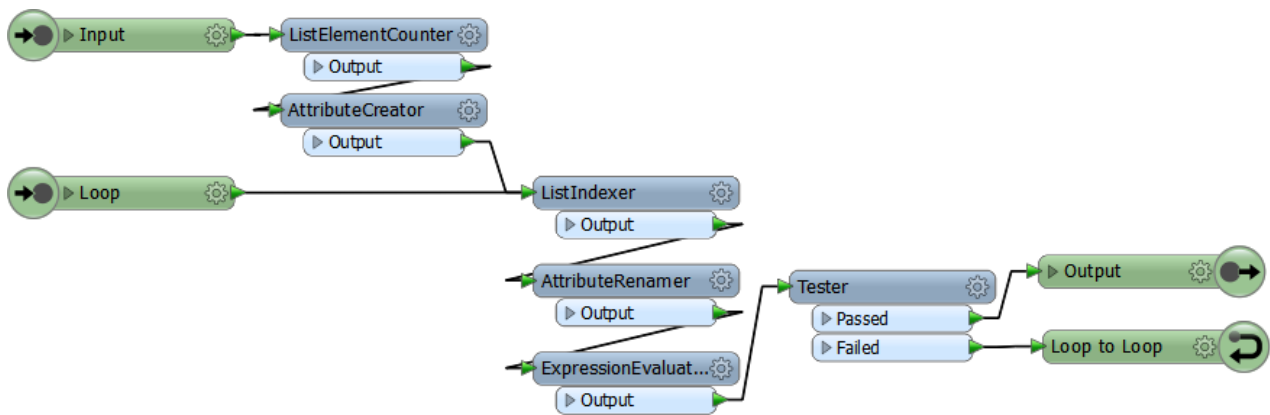 Input
ListElementCounter
Output
AttributeCreator
Output
Loop
ListIndexer
Output
AttributeRenamer
Output
ExpressionEvaluat...
Output
Tester
Passed
Failed
Output
Loop to Loop